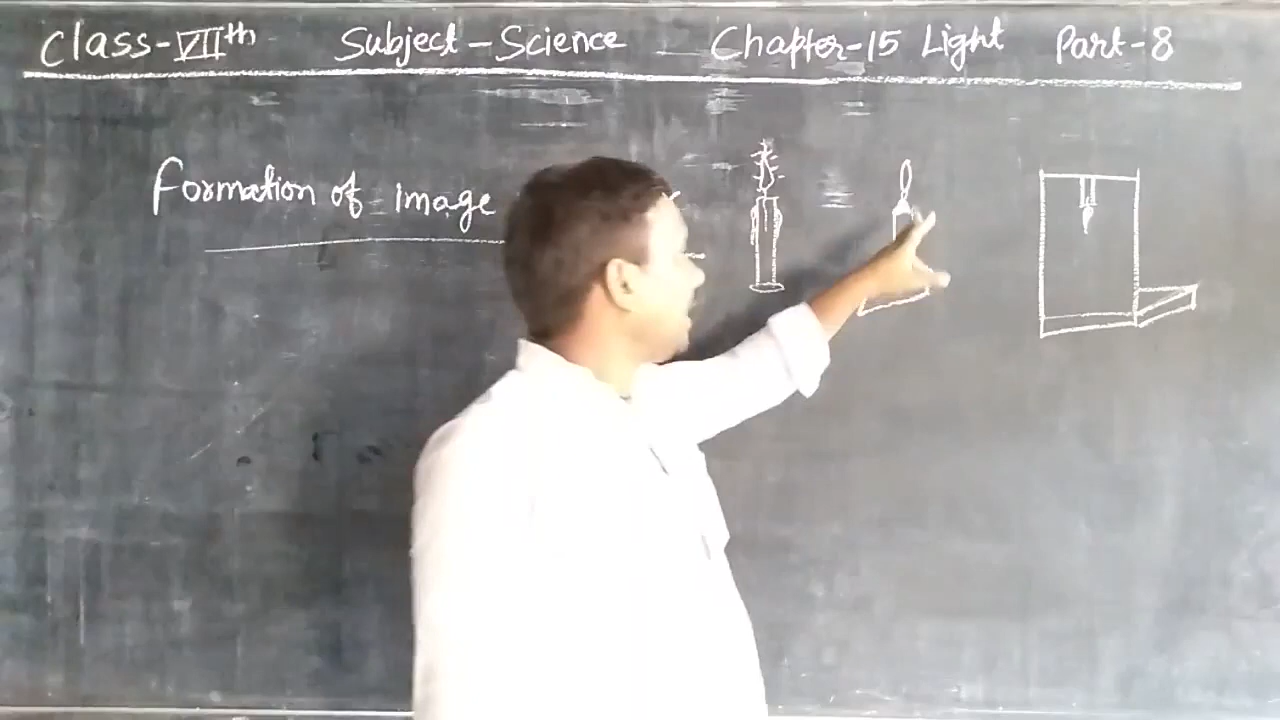 Class-VIIth Subject-Science Chapter-15 Light Part-8
Formation of image